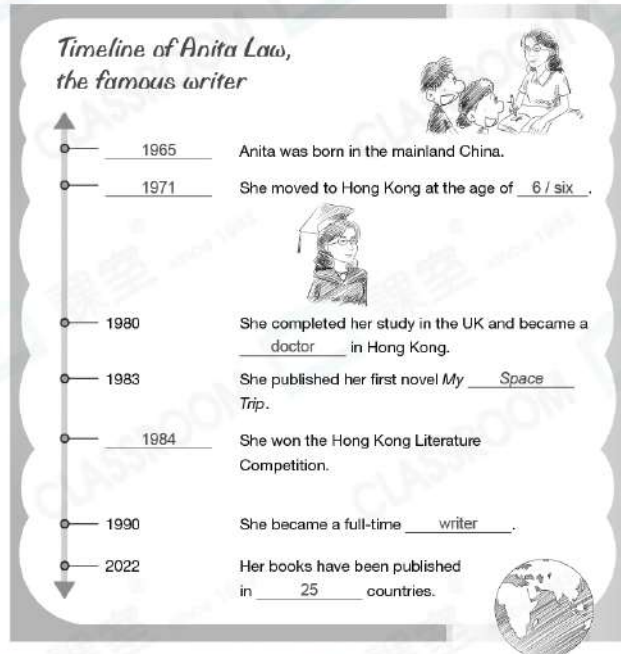 Timeline of Anita Law,
the famous writer
1965 Anita was born in the mainland China.
1971 She moved to Hong Kong at the age of 6 / six .
1980 She completed her study in the UK and became a
doctor in Hong Kong.
1983 She published her first novel My Space
Trip.
1984 She won the Hong Kong Literature
Competition.
1990 She became a full-time writer .
2022 Her books have been published
in 25 countries.